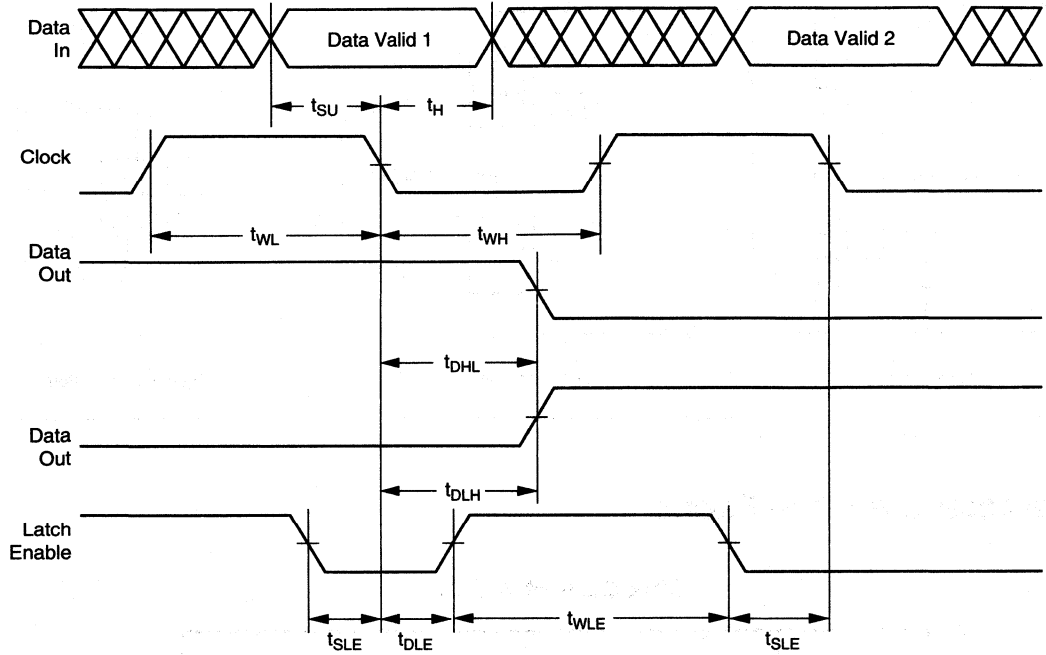 Data
In
Data Valid 1
Data Valid 2
tSU
tH
Clock
tWL
tWH
Data
Out
tDHL
Data
Out
tDLH
Latch
Enable
tSLE
tDLE
tWLE
tSLE